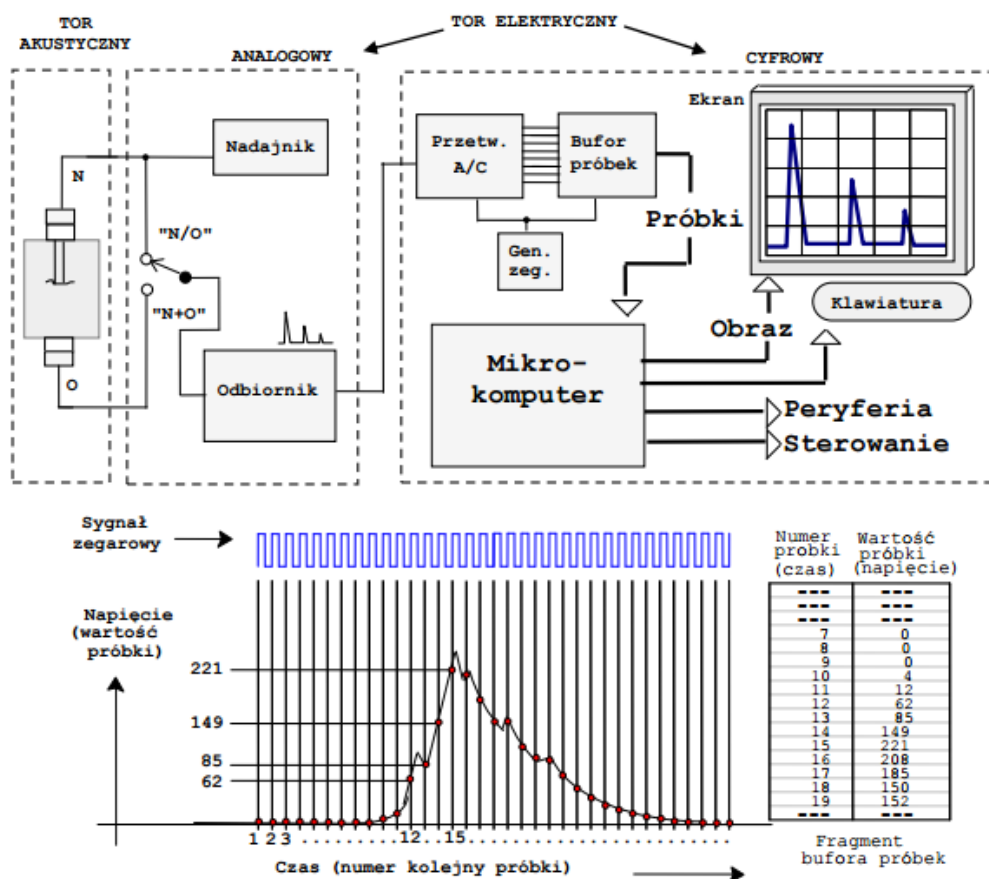 TOR
AKUSTYCZNY
TOR ELEKTRYCZNY
ANALOGOWY
CYFROWY
Ekran
Nadajnik
N
"N/O"
"N+O"
O
Odbiornik
Przetw.
A/C
Bufor
próbek
Gen.
zeg.
Próbki
Klawiatura
Obraz
Mikro-
komputer
Peryferia
Sterowanie
Sygnał
zegarowy
Napięcie
(wartość
próbki)
221
149
85
62
1 2 3 12 15
Czas (numer kolejny próbki)
Numer Wartość
probki próbki
(czas) (napięcie)
--- ---
--- ---
--- ---
7 0
8 0
9 0
10 4
11 12
12 62
13 85
14 149
15 221
16 208
17 185
18 150
19 152
--- ---
Fragment
bufora próbek